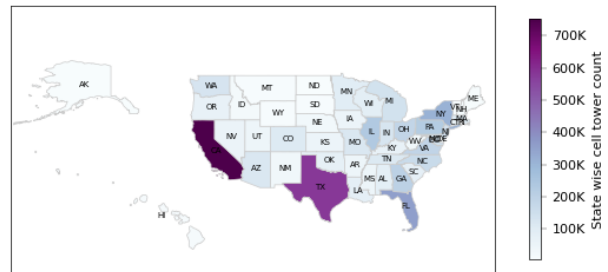 AK
WA
MT
ND
MN
WI
MI
VT
NH
ME
OR
ID
WY
SD
IA
NY
MA
NE
IL
IN
OH
PA
NJ
NV
UT
CO
KS
MO
KY
WV
VA
CA
AZ
NM
OK
AR
TN
NC
SC
TX
LA
MS
AL
GA
FL
HI
700K
600K
500K
400K
300K
200K
100K
State wise cell tower count